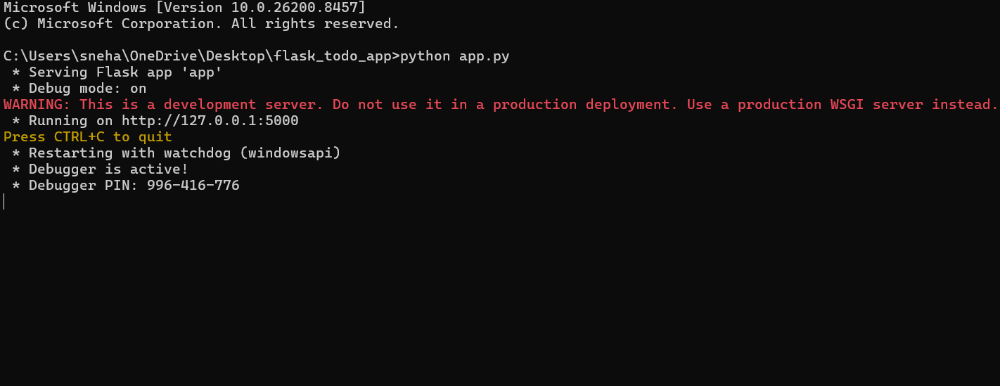 Microsoft Windows [Version 10.0.26200.8457]
(c) Microsoft Corporation. All rights reserved.
C:\Users\sneha\OneDrive\Desktop\flask_todo_app>python app.py
* Serving Flask app 'app'
* Debug mode: on
WARNING: This is a development server. Do not use it in a production deployment. Use a production WSGI server instead.
* Running on http://127.0.0.1:5000
Press CTRL+C to quit
* Restarting with watchdog (windowsapi)
* Debugger is active!
* Debugger PIN: 996-416-776